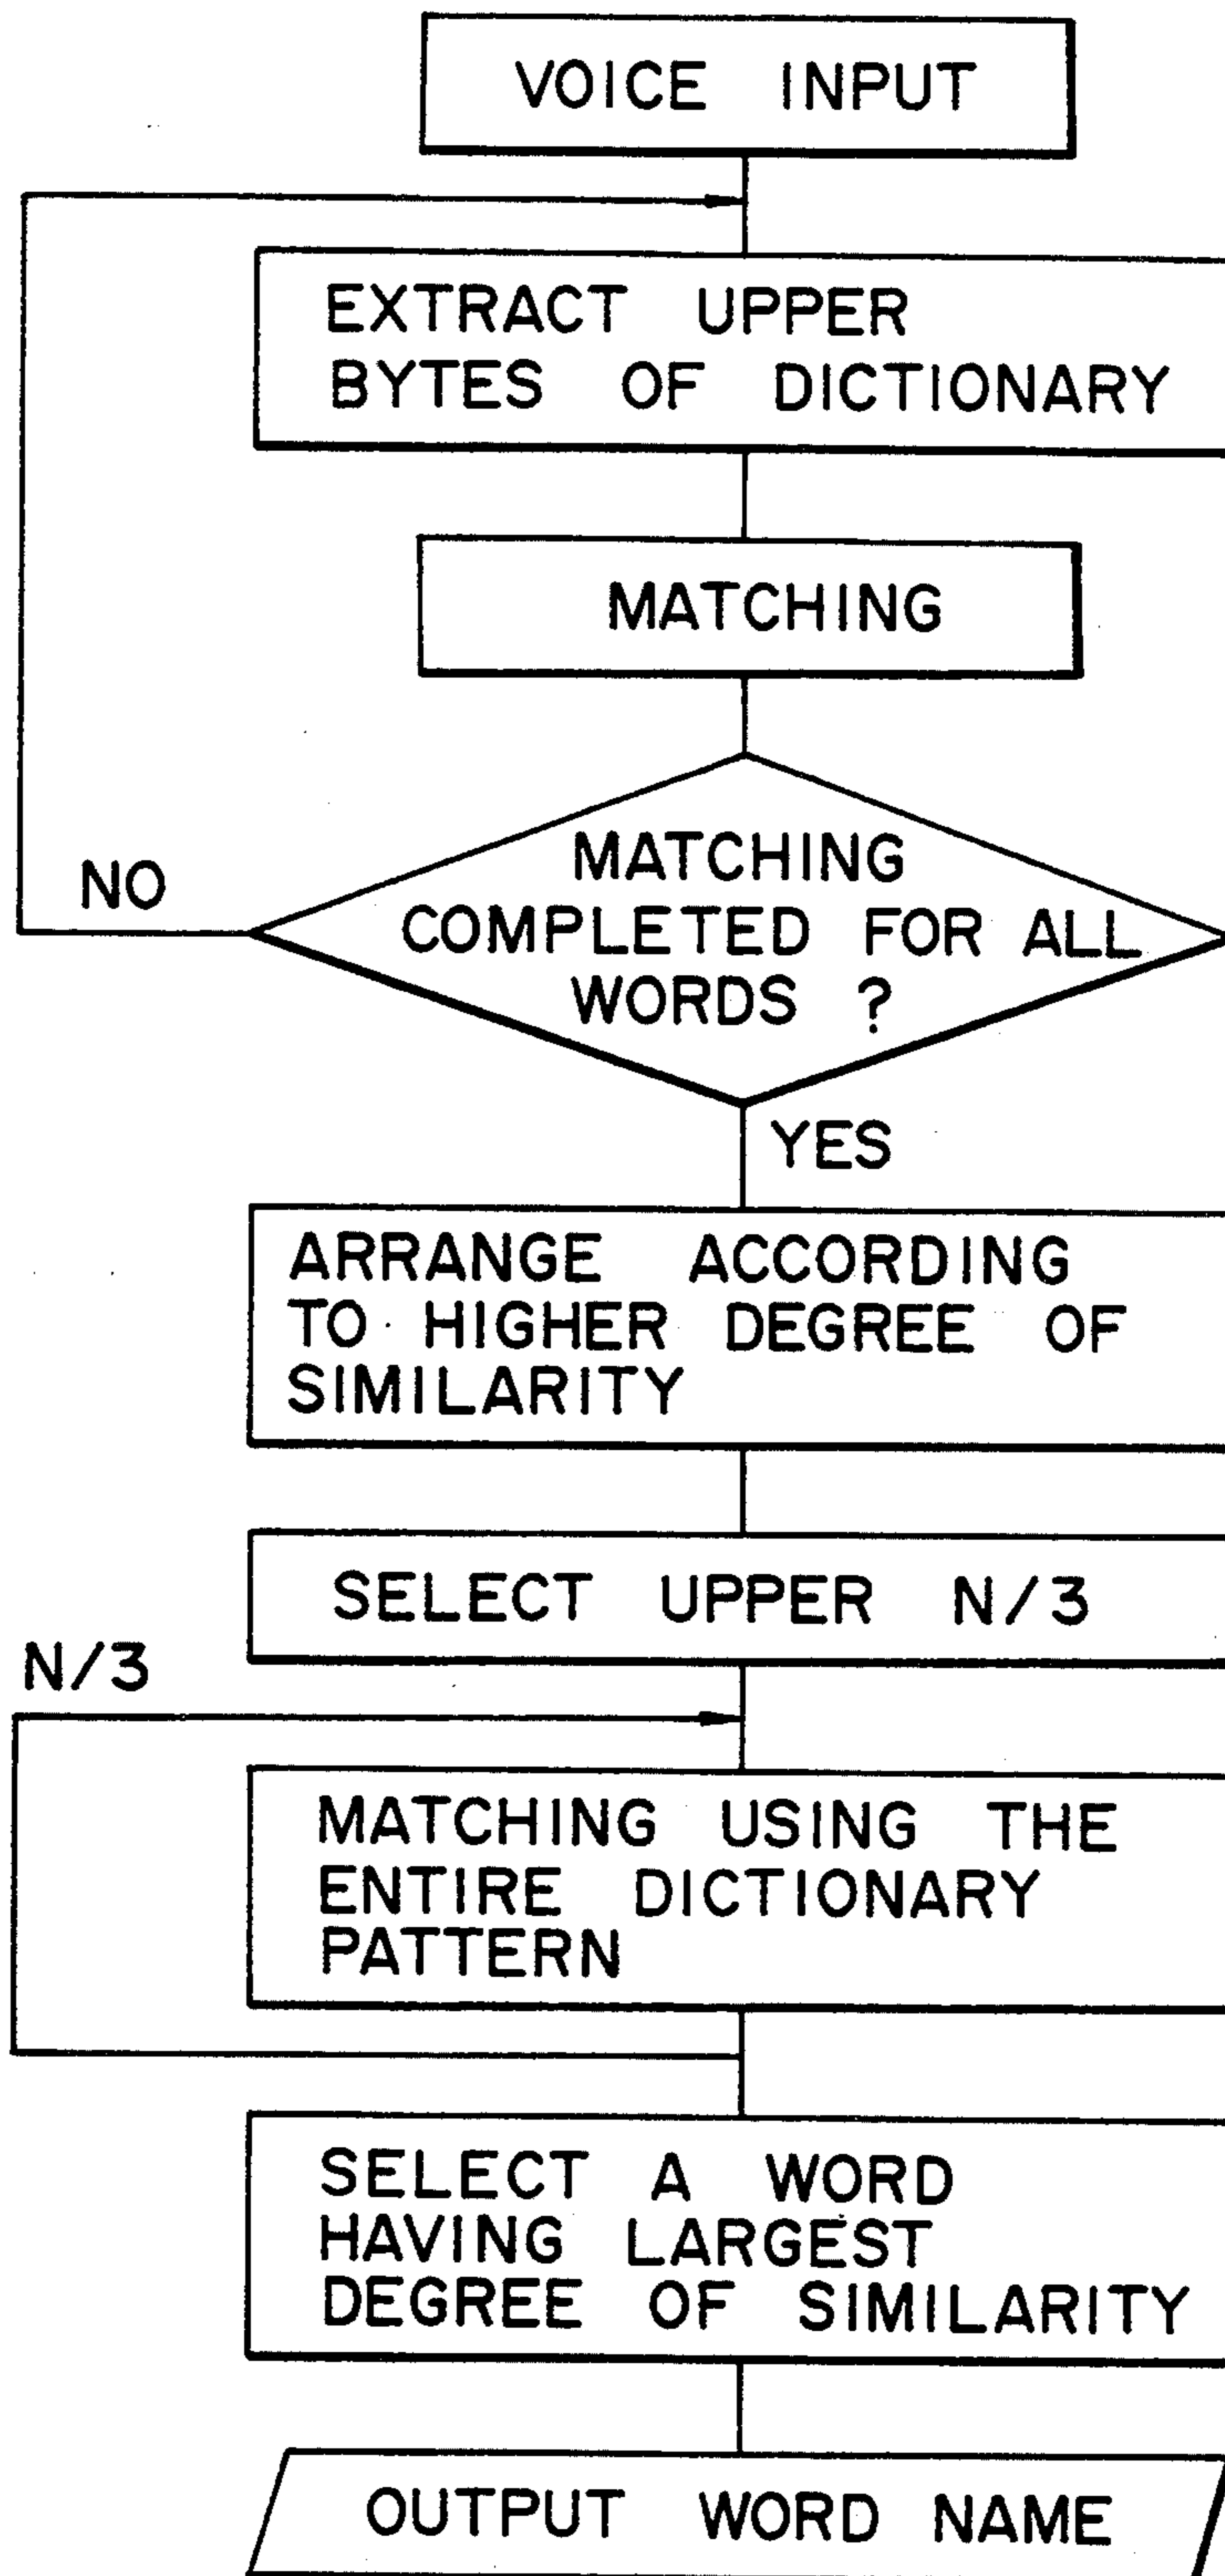 VOICE INPUT
EXTRACT UPPER
BYTES OF DICTIONARY
MATCHING
MATCHING
COMPLETED FOR ALL
WORDS ?
NO
YES
ARRANGE ACCORDING
TO HIGHER DEGREE OF
SIMILARITY
SELECT UPPER N/3
N/3
MATCHING USING THE
ENTIRE DICTIONARY
PATTERN
SELECT A WORD
HAVING LARGEST
DEGREE OF SIMILARITY
OUTPUT WORD NAME